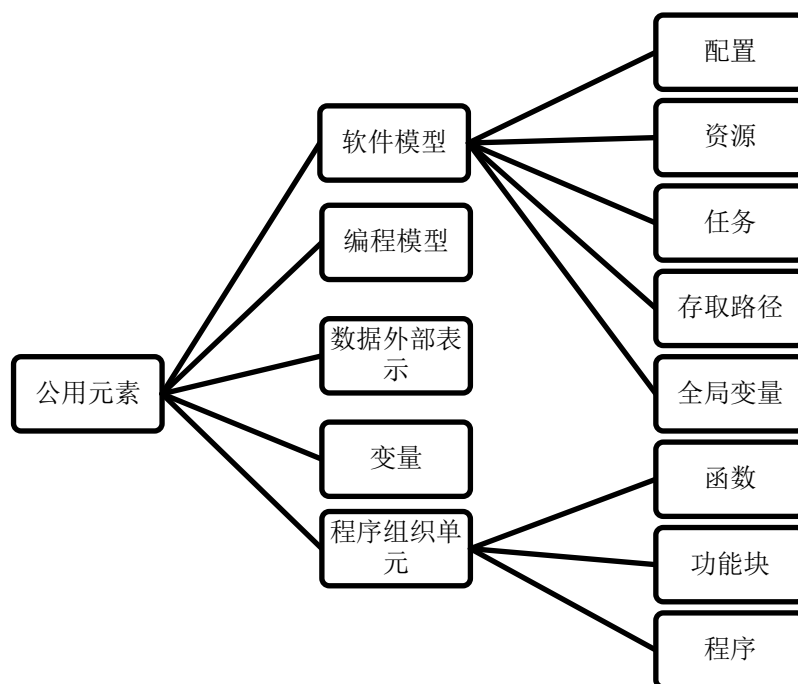 公用元素
软件模型
编程模型
数据外部表
示
变量
程序组织单
元
配置
资源
任务
存取路径
全局变量
函数
功能块
程序